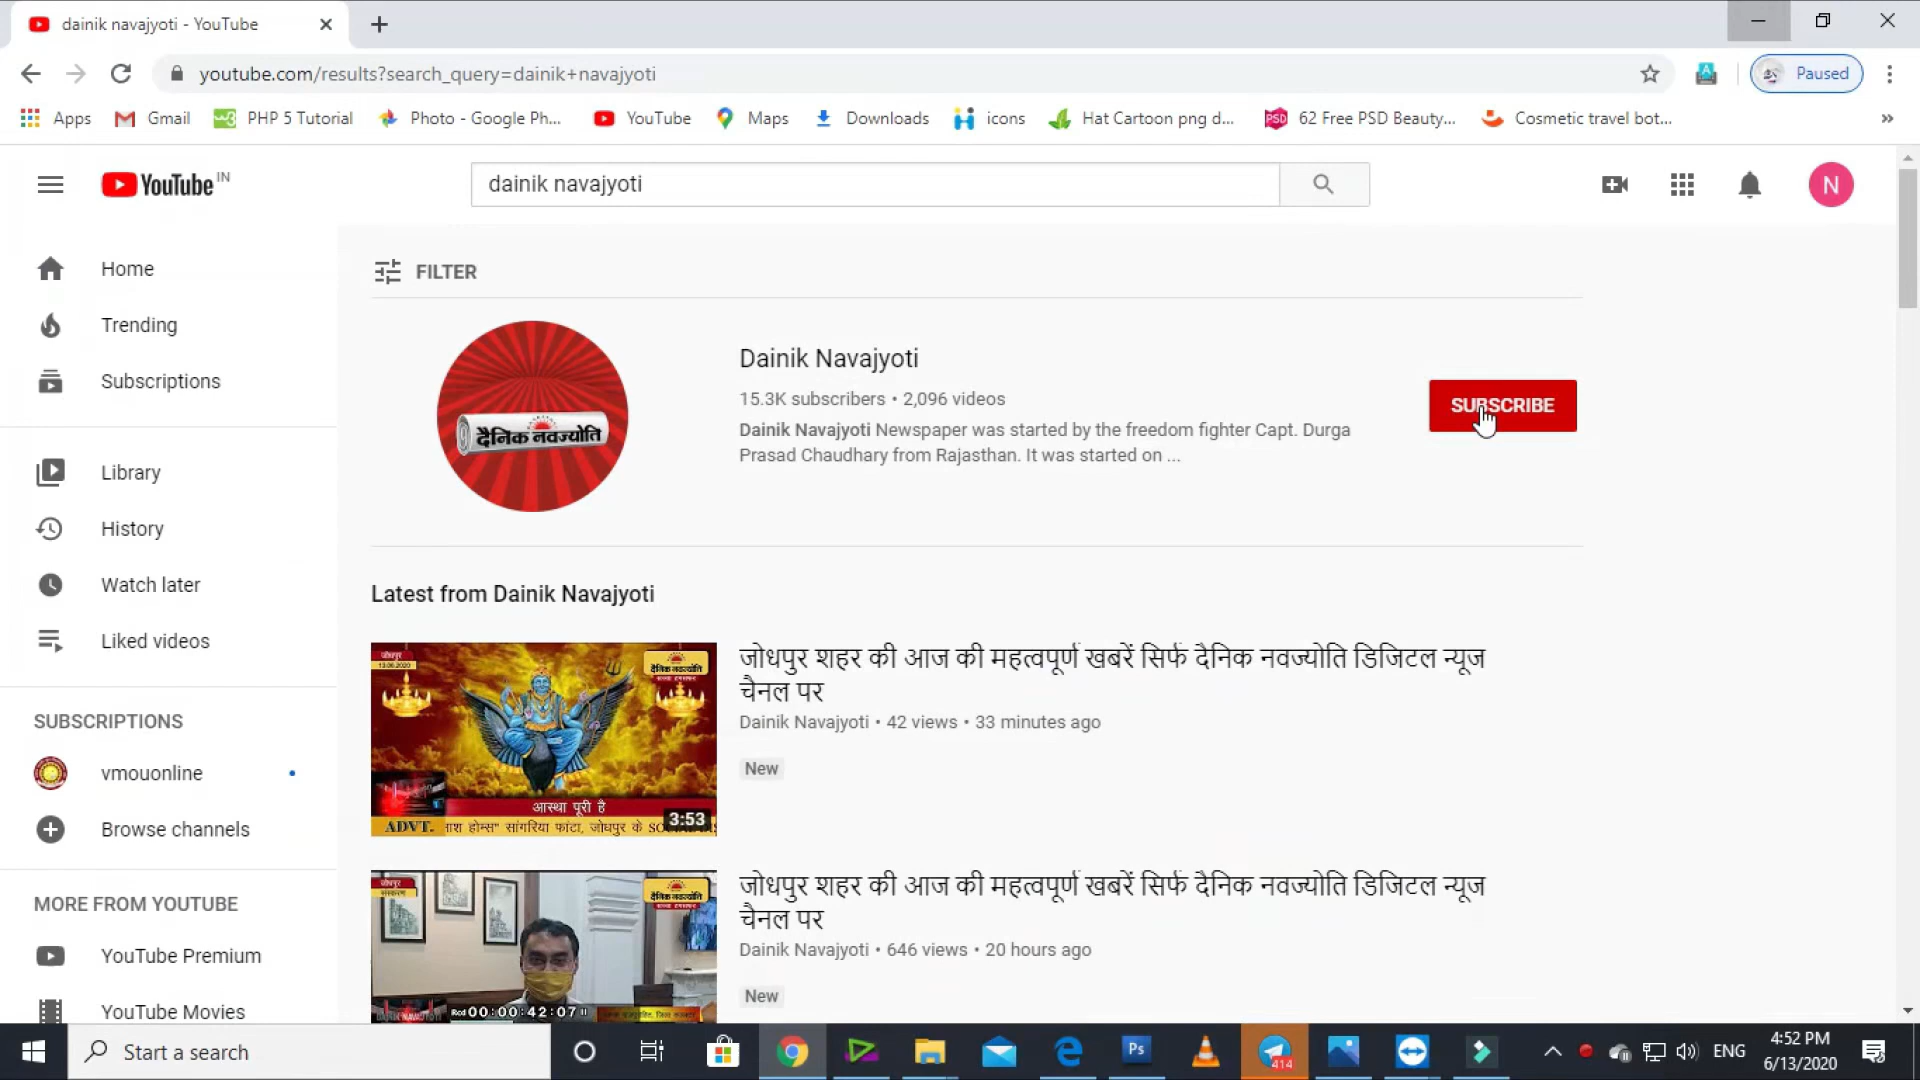 dainik navajyoti - YouTube
youtube.com/results?search_query=dainik+navajyoti
Paused
Apps
Gmail
PHP 5 Tutorial
Photo - Google Ph...
YouTube
Maps
Downloads
icons
Hat Cartoon png d...
PSD
62 Free PSD Beauty...
Cosmetic travel bot...
YouTube IN
dainik navajyoti
N
Home
Trending
Subscriptions
Library
History
Watch later
Liked videos
SUBSCRIPTIONS
vmouonline
Browse channels
MORE FROM YOUTUBE
YouTube Premium
YouTube Movies
FILTER
दैनिक नवज्योति
Dainik Navajyoti
15.3K subscribers • 2,096 videos
Dainik Navajyoti Newspaper was started by the freedom fighter Capt. Durga
Prasad Chaudhary from Rajasthan. It was started on ...
SUBSCRIBE
Latest from Dainik Navajyoti
जोधपुर
13.06.2020
दैनिक नवज्योति
आस्था पूरी है
3:53
ADVT.
होम्स" सांगरिया फांटा, जोधपुर के
जोधपुर शहर की आज की महत्वपूर्ण खबरें सिर्फ दैनिक नवज्योति डिजिटल न्यूज
चैनल पर
Dainik Navajyoti • 42 views • 33 minutes ago
New
जोधपुर
संस्करण
दैनिक नवज्योति
Rcd 00:00:42:07
जोधपुर शहर की आज की महत्वपूर्ण खबरें सिर्फ दैनिक नवज्योति डिजिटल न्यूज
चैनल पर
Dainik Navajyoti • 646 views • 20 hours ago
New
Start a search
Ps
414
ENG
4:52 PM
6/13/2020